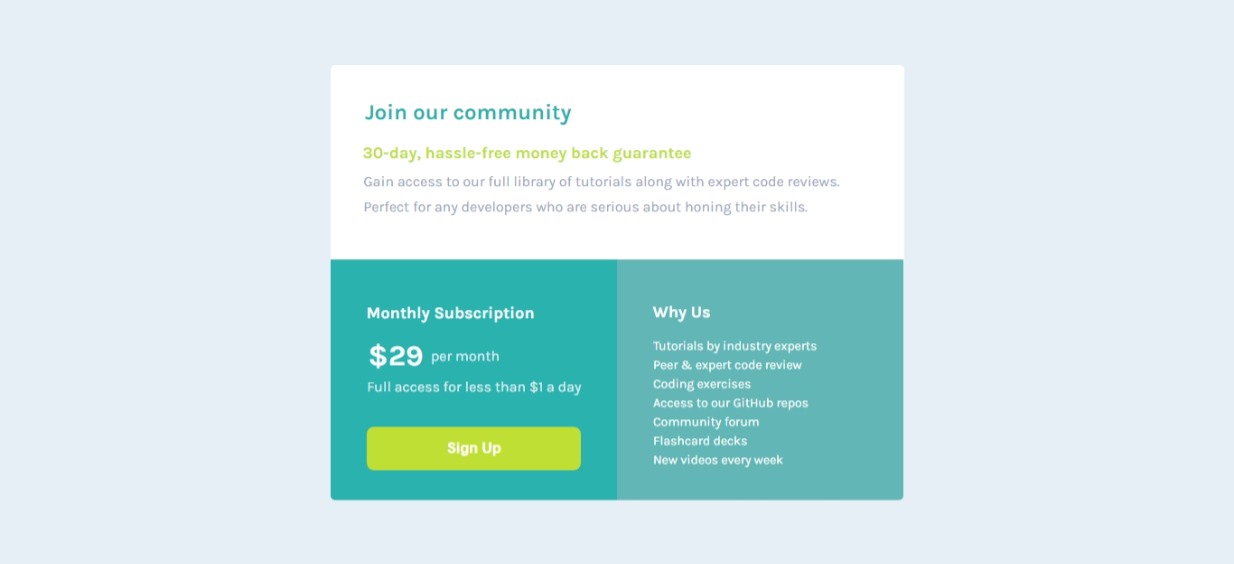 Join our community
30-day, hassle-free money back guarantee
Gain access to our full library of tutorials along with expert code reviews.
Perfect for any developers who are serious about honing their skills.
Monthly Subscription
$29 per month
Full access for less than $1 a day
Sign Up
Why Us
Tutorials by industry experts
Peer & expert code review
Coding exercises
Access to our GitHub repos
Community forum
Flashcard decks
New videos every week